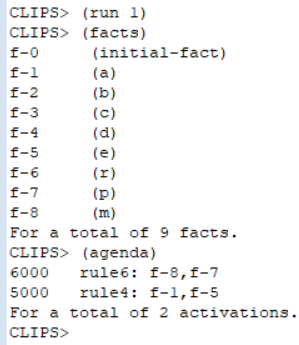 CLIPS> (run 1)
CLIPS> (facts)
f-0     (initial-fact)
f-1     (a)
f-2     (b)
f-3     (c)
f-4     (d)
f-5     (e)
f-6     (r)
f-7     (p)
f-8     (m)
For a total of 9 facts.
CLIPS> (agenda)
6000   rule6: f-8,f-7
5000   rule4: f-1,f-5
For a total of 2 activations.
CLIPS>